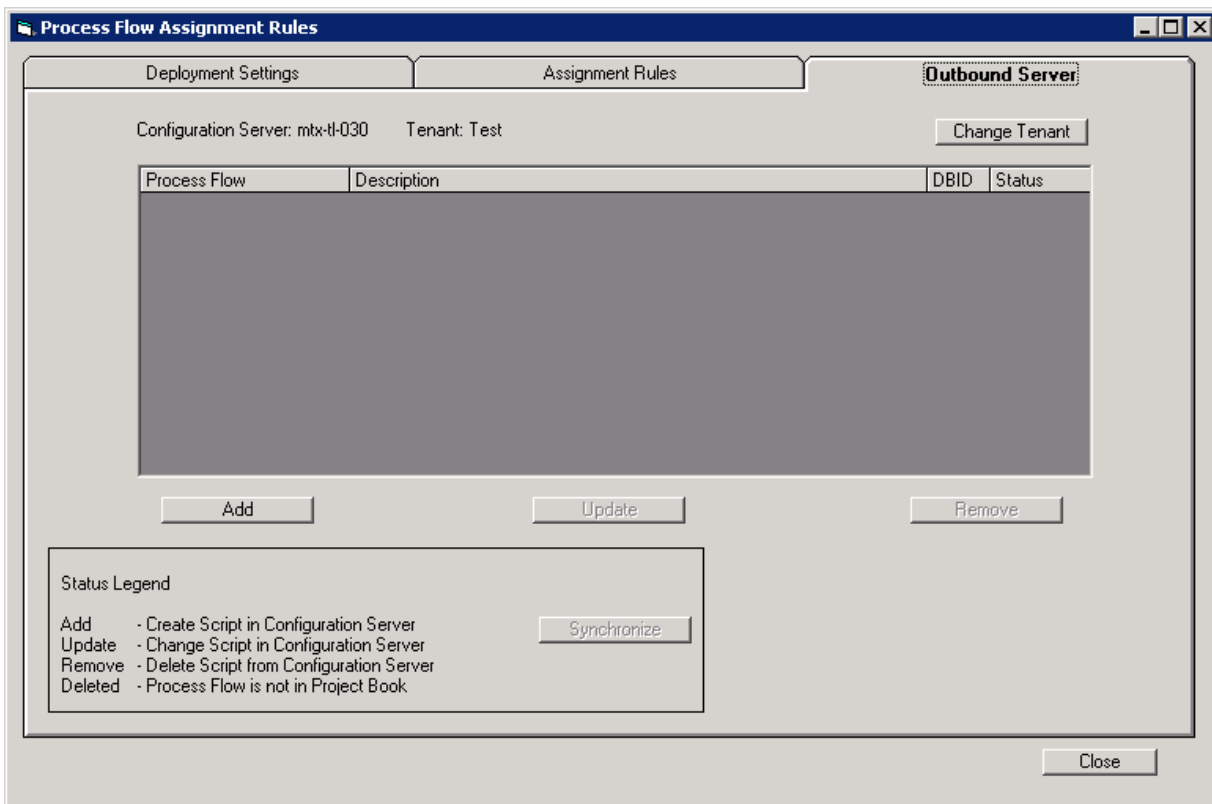 Process Flow Assignment Rules
Deployment Settings Assignment Rules Outbound Server
Configuration Server: mtx-tl-030 Tenant: Test Change Tenant
Process Flow Description DBID Status
Add Update Remove
Status Legend
Add - Create Script in Configuration Server Synchronize
Update - Change Script in Configuration Server
Remove - Delete Script from Configuration Server
Deleted - Process Flow is not in Project Book
Close